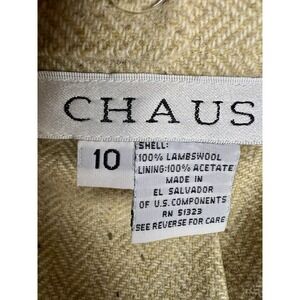 CHAUS
10
SHELL:
100% LAMBSWOOL
LINING:100% ACETATE
MADE IN
EL SALVADOR
OF U.S. COMPONENTS
RN 51323
SEE REVERSE FOR CARE